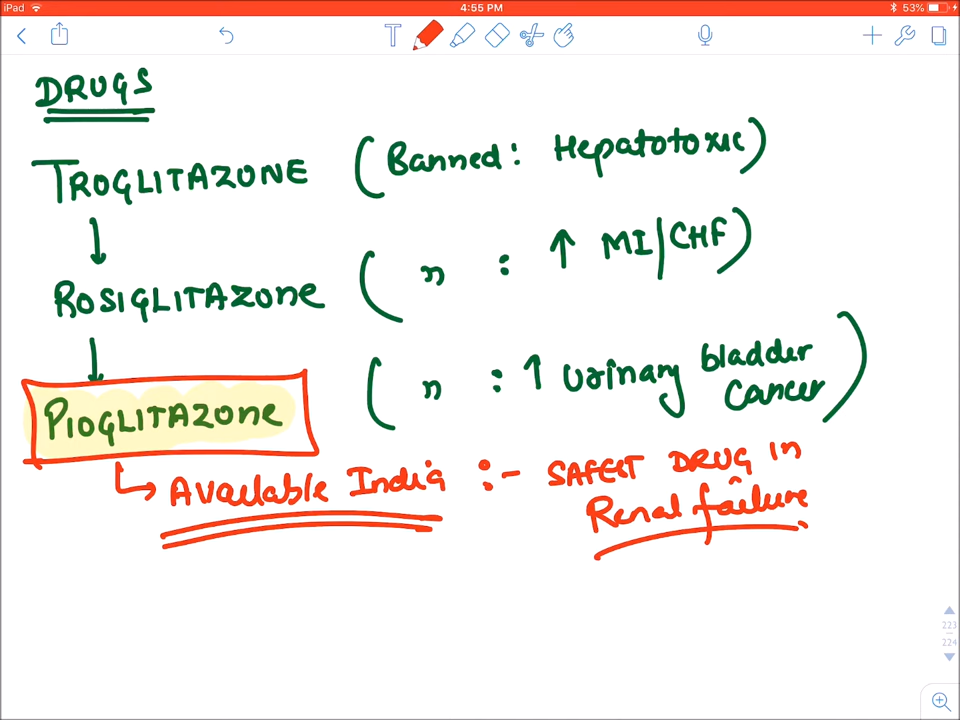 iPad
4:55 PM
53%
T
DRUGS
TROGLITAZONE (Banned: Hepatotoxic)
↓
ROSIGLITAZONE ( n : ↑ MI/CHF)
↓
PIOGLITAZONE ( n : ↑ Urinary bladder cancer)
↳ Available India :- SAFEST DRUG in
Renal failure
223
224